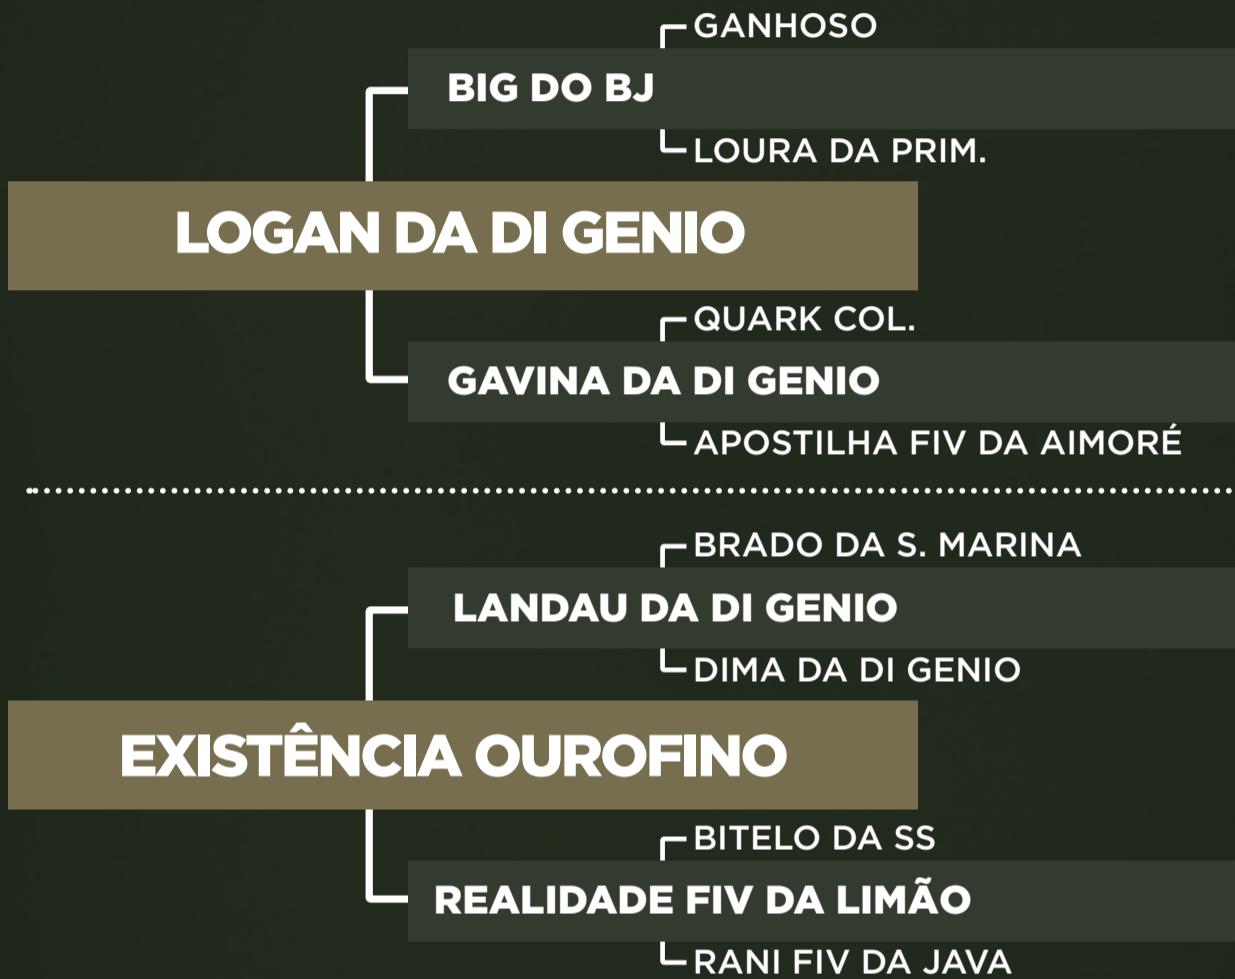 GANHOSO
BIG DO BJ
LOURA DA PRIM.
LOGAN DA DI GENIO
QUARK COL.
GAVINA DA DI GENIO
APOSTILHA FIV DA AIMORÉ
BRADO DA S. MARINA
LANDAU DA DI GENIO
DIMA DA DI GENIO
EXISTÊNCIA OUROFINO
BITELO DA SS
REALIDADE FIV DA LIMÃO
RANI FIV DA JAVA